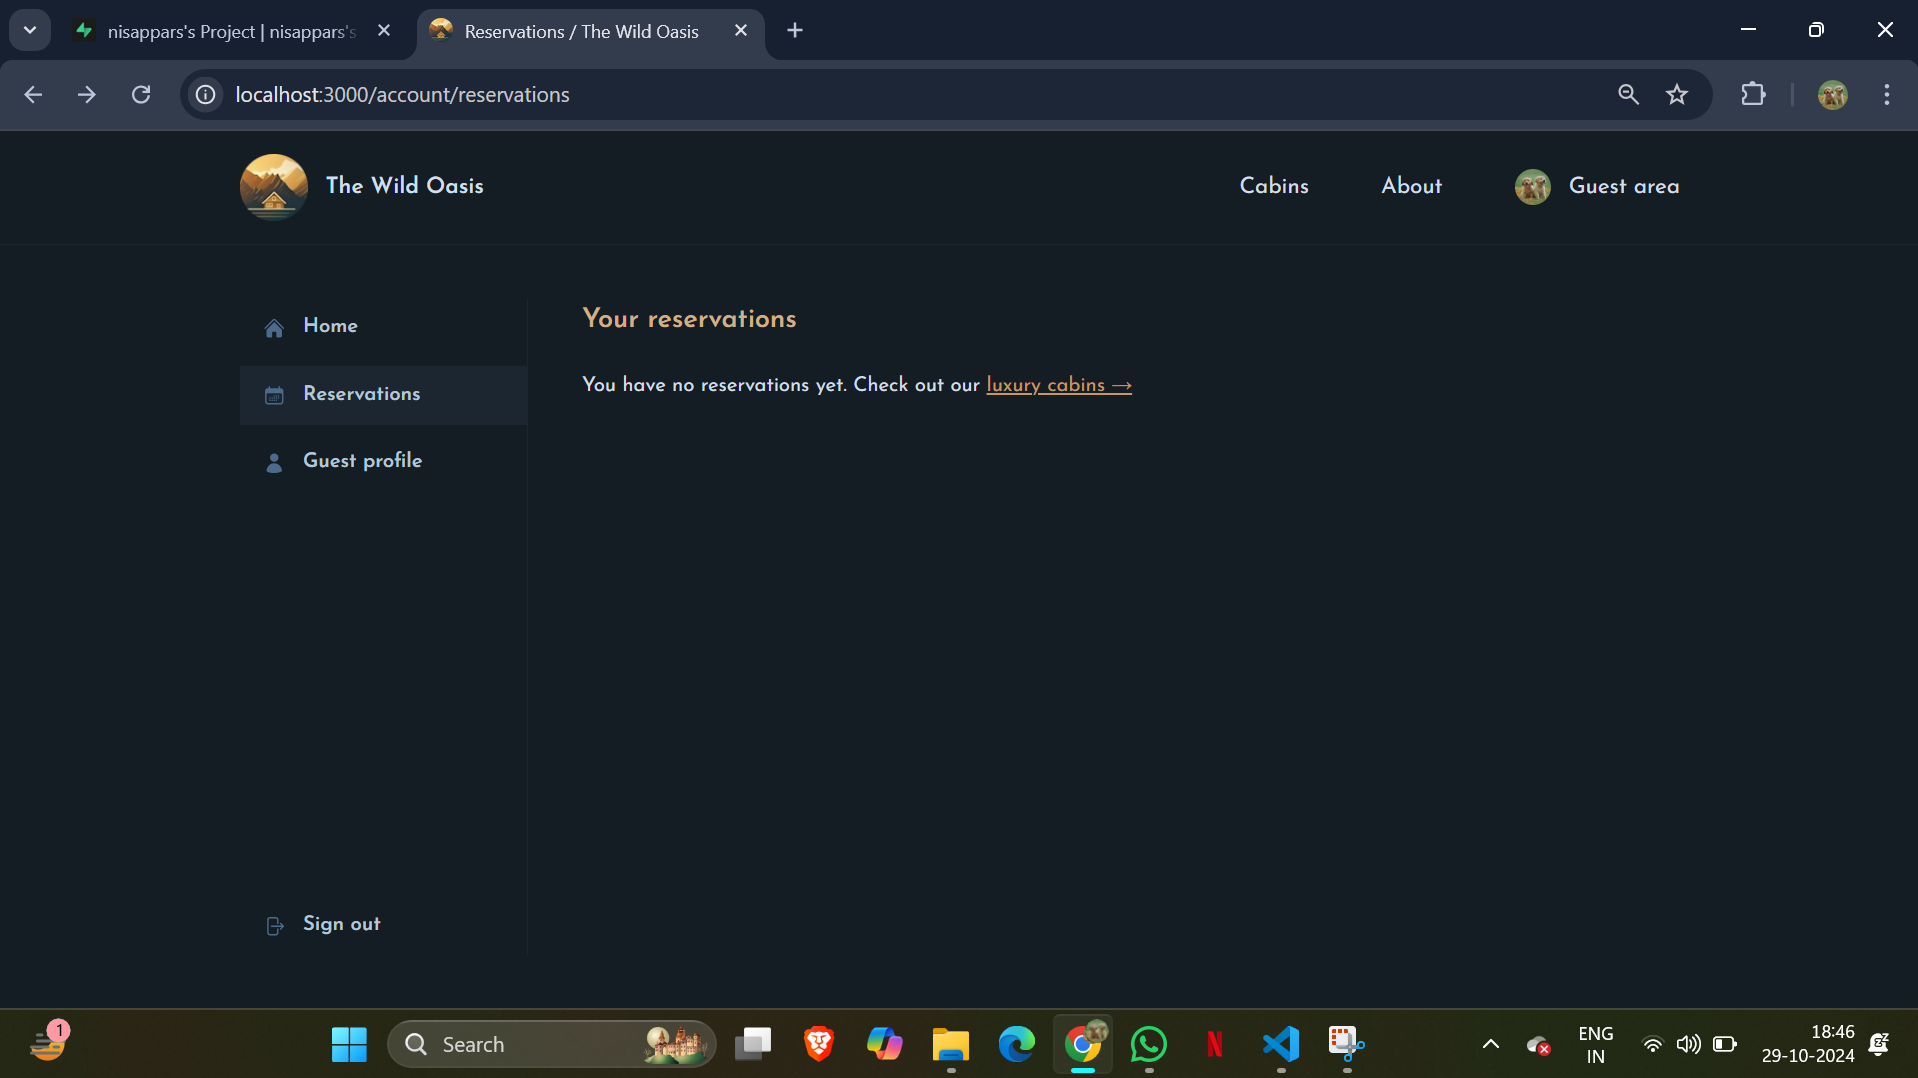 nisappars's Project | nisappars's
Reservations / The Wild Oasis
localhost:3000/account/reservations
The Wild Oasis
Cabins
About
Guest area
Home
Reservations
Guest profile
Sign out
Your reservations
You have no reservations yet. Check out our luxury cabins →
1
Search
ENG
IN
18:46
29-10-2024